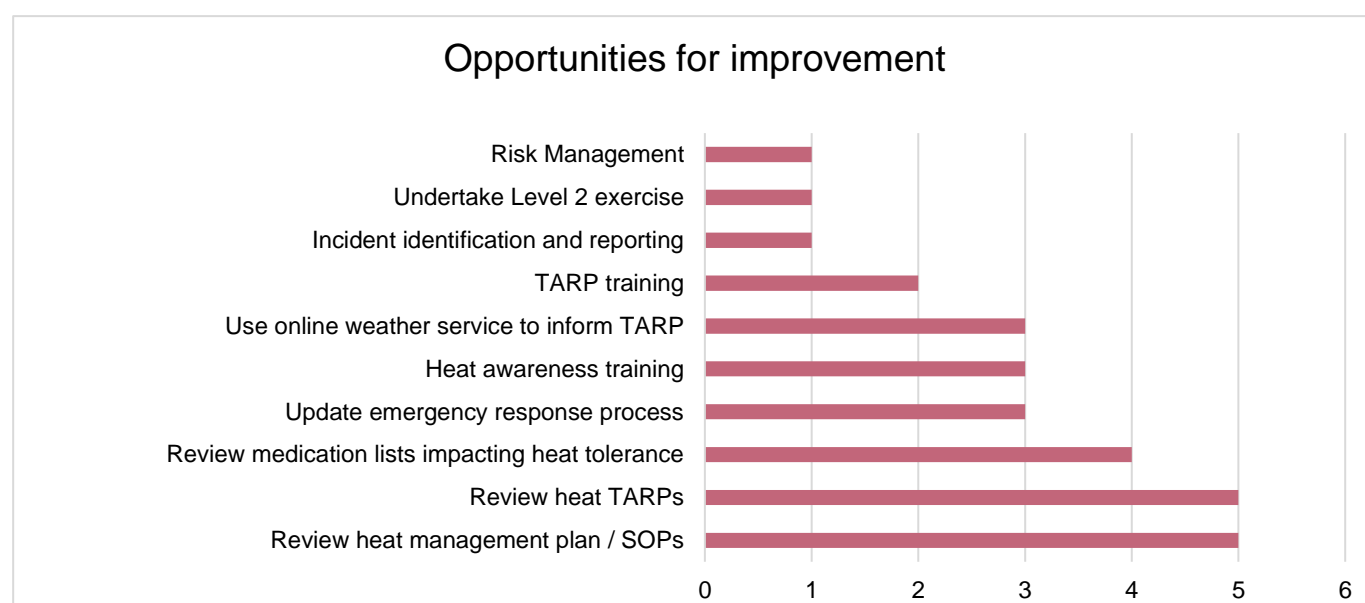 Opportunities for improvement
Risk Management
Undertake Level 2 exercise
Incident identification and reporting
TARP training
Use online weather service to inform TARP
Heat awareness training
Update emergency response process
Review medication lists impacting heat tolerance
Review heat TARPs
Review heat management plan / SOPs
0 1 2 3 4 5 6